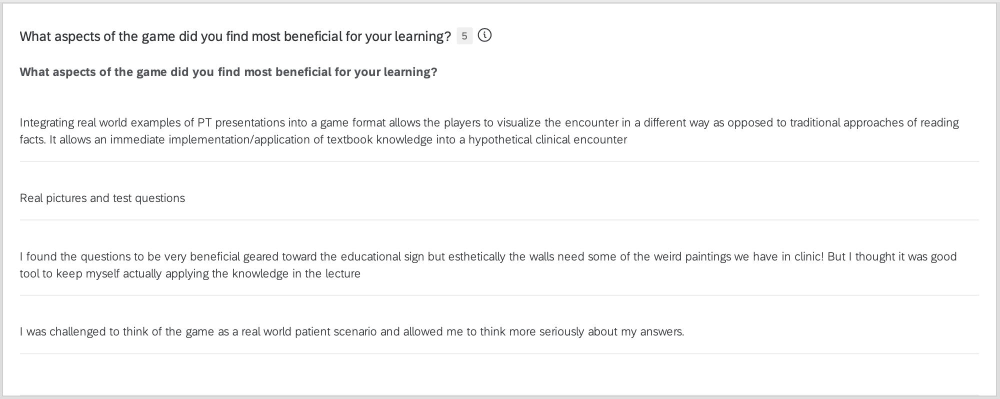 What aspects of the game did you find most beneficial for your learning? 5
What aspects of the game did you find most beneficial for your learning?
Integrating real world examples of PT presentations into a game format allows the players to visualize the encounter in a different way as opposed to traditional approaches of reading
facts. It allows an immediate implementation/application of textbook knowledge into a hypothetical clinical encounter
Real pictures and test questions
I found the questions to be very beneficial geared toward the educational sign but esthetically the walls need some of the weird paintings we have in clinic! But I thought it was good
tool to keep myself actually applying the knowledge in the lecture
I was challenged to think of the game as a real world patient scenario and allowed me to think more seriously about my answers.